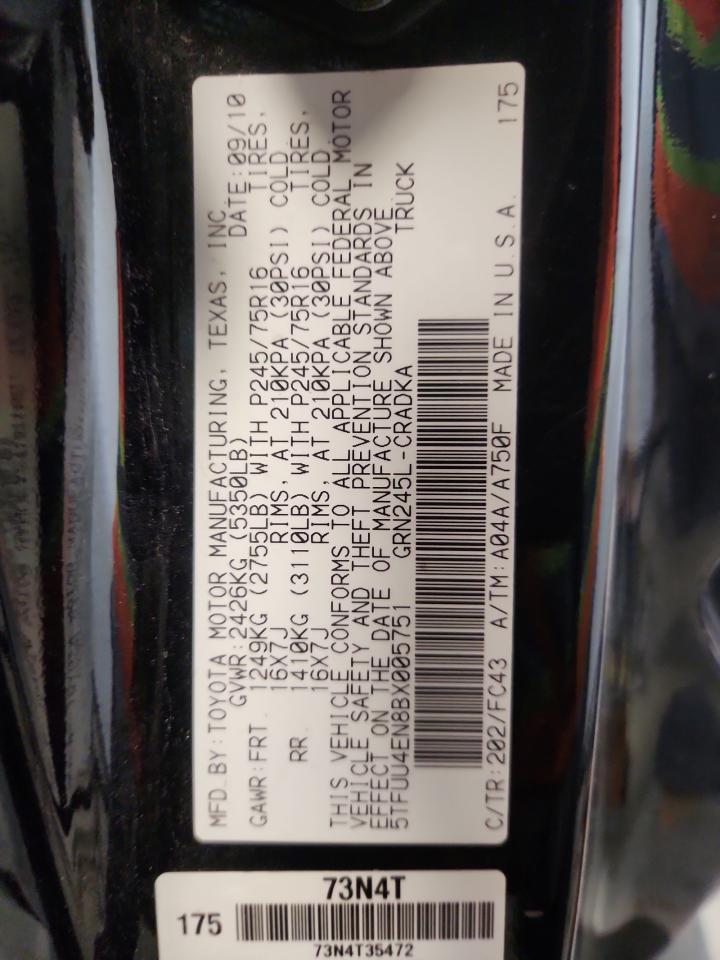 MFD. BY: TOYOTA MOTOR MANUFACTURING, TEXAS, INC.
GVWR: 2426KG (5350LB) DATE: 09/10
GAWR: FRT. 1249KG (2755LB) WITH P245/75R16 TIRES,
16X7J RIMS, AT 210KPA (30PSI) COLD
RR. 1410KG (3110LB) WITH P245/75R16 TIRES,
16X7J RIMS, AT 210KPA (30PSI) COLD
THIS VEHICLE CONFORMS TO ALL APPLICABLE FEDERAL MOTOR
VEHICLE SAFETY AND THEFT PREVENTION STANDARDS IN
EFFECT ON THE DATE OF MANUFACTURE SHOWN ABOVE.
5TFUU4EN8BX005751 GRN245L-CRADKA TRUCK
C/TR: 202/FC43 A/TM: A04A/A750F MADE IN U.S.A. 175
73N4T
175
73N4T35472